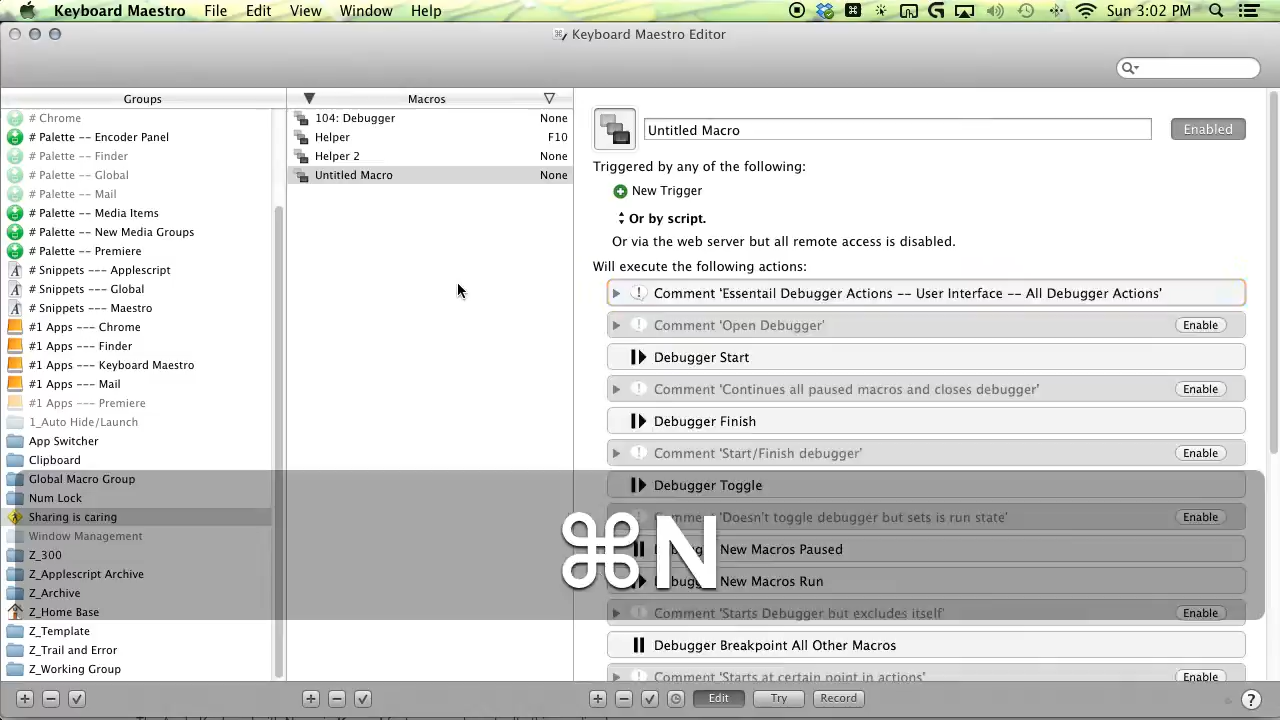 Keyboard Maestro File Edit View Window Help Sun 3:02 PM
Keyboard Maestro Editor
Groups
# Chrome
# Palette -- Encoder Panel
# Palette -- Finder
# Palette -- Global
# Palette -- Mail
# Palette -- Media Items
# Palette -- New Media Groups
# Palette -- Premiere
# Snippets --- Applescript
# Snippets --- Global
# Snippets --- Maestro
#1 Apps --- Chrome
#1 Apps --- Finder
#1 Apps --- Keyboard Maestro
#1 Apps --- Mail
#1 Apps --- Premiere
1_Auto Hide/Launch
App Switcher
Clipboard
Global Macro Group
Num Lock
Sharing is caring
Window Management
Z_300
Z_Applescript Archive
Z_Archive
Z_Home Base
Z_Template
Z_Trail and Error
Z_Working Group
Macros
104: Debugger None
Helper F10
Helper 2 None
Untitled Macro None
Untitled Macro Enabled
Triggered by any of the following:
New Trigger
Or by script.
Or via the web server but all remote access is disabled.
Will execute the following actions:
Comment 'Essentail Debugger Actions -- User Interface -- All Debugger Actions'
Comment 'Open Debugger' Enable
Debugger Start
Comment 'Continues all paused macros and closes debugger' Enable
Debugger Finish
Comment 'Start/Finish debugger' Enable
Debugger Toggle
'Doesn't toggle debugger but sets is run state' Enable
New Macros Paused
New Macros Run
Comment 'Starts Debugger but excludes itself' Enable
Debugger Breakpoint All Other Macros
Comment 'Starts at certain point in actions' Enable
⌘N
Edit Try Record ?